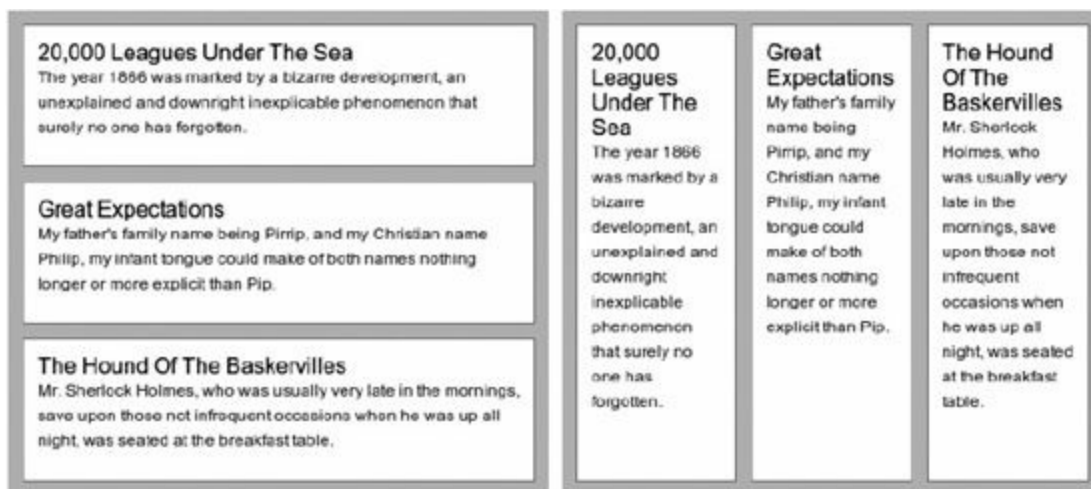 20,000 Leagues Under The Sea
The year 1866 was marked by a bizarre development, an
unexplained and downright inexplicable phenomenon that
surely no one has forgotten.
Great Expectations
My father's family name being Pirrip, and my Christian name
Philip, my infant tongue could make of both names nothing
longer or more explicit than Pip.
The Hound Of The Baskervilles
Mr. Sherlock Holmes, who was usually very late in the mornings,
save upon those not infrequent occasions when he was up all
night, was seated at the breakfast table.
20,000
Leagues
Under The
Sea
The year 1866
was marked by a
bizarre
development, an
unexplained and
downright
inexplicable
phenomenon
that surely no
one has
forgotten.
Great
Expectations
My father's family
name being
Pirrip, and my
Christian name
Philip, my infant
tongue could
make of both
names nothing
longer or more
explicit than Pip.
The Hound
Of The
Baskervilles
Mr. Sherlock
Holmes, who
was usually very
late in the
mornings, save
upon those not
infrequent
occasions when
he was up all
night, was seated
at the breakfast
table.